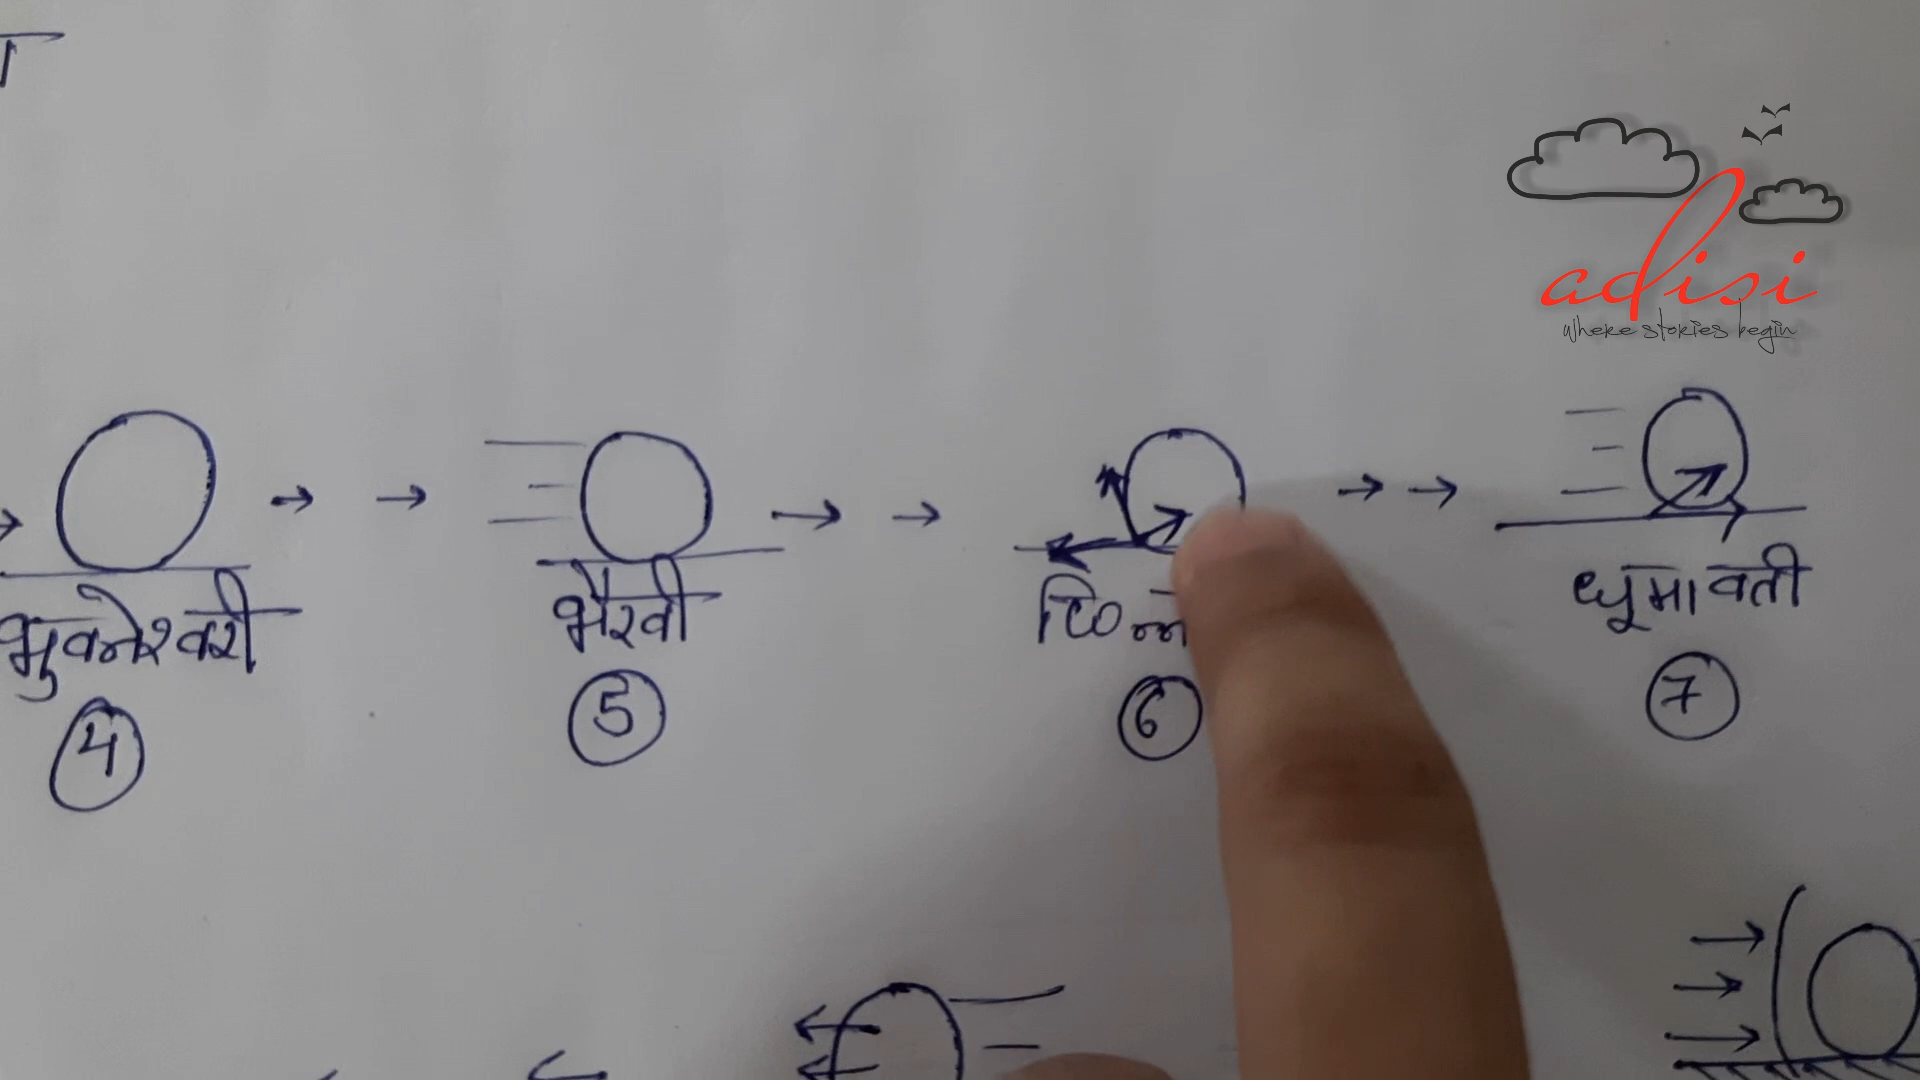 adisi
where stories begin
भुवनेश्वरी
भैरवी
धूमावती
4
5
6
7